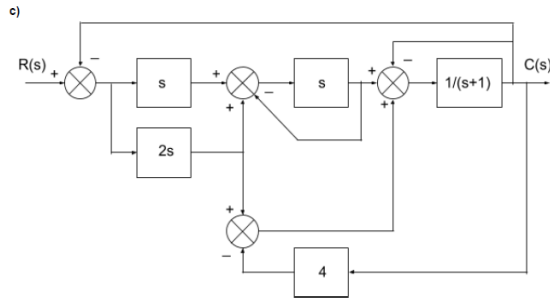 c)
R(s)
+
−
s
+
−
+
s
+
−
+
1/(s+1)
C(s)
2s
+
−
4